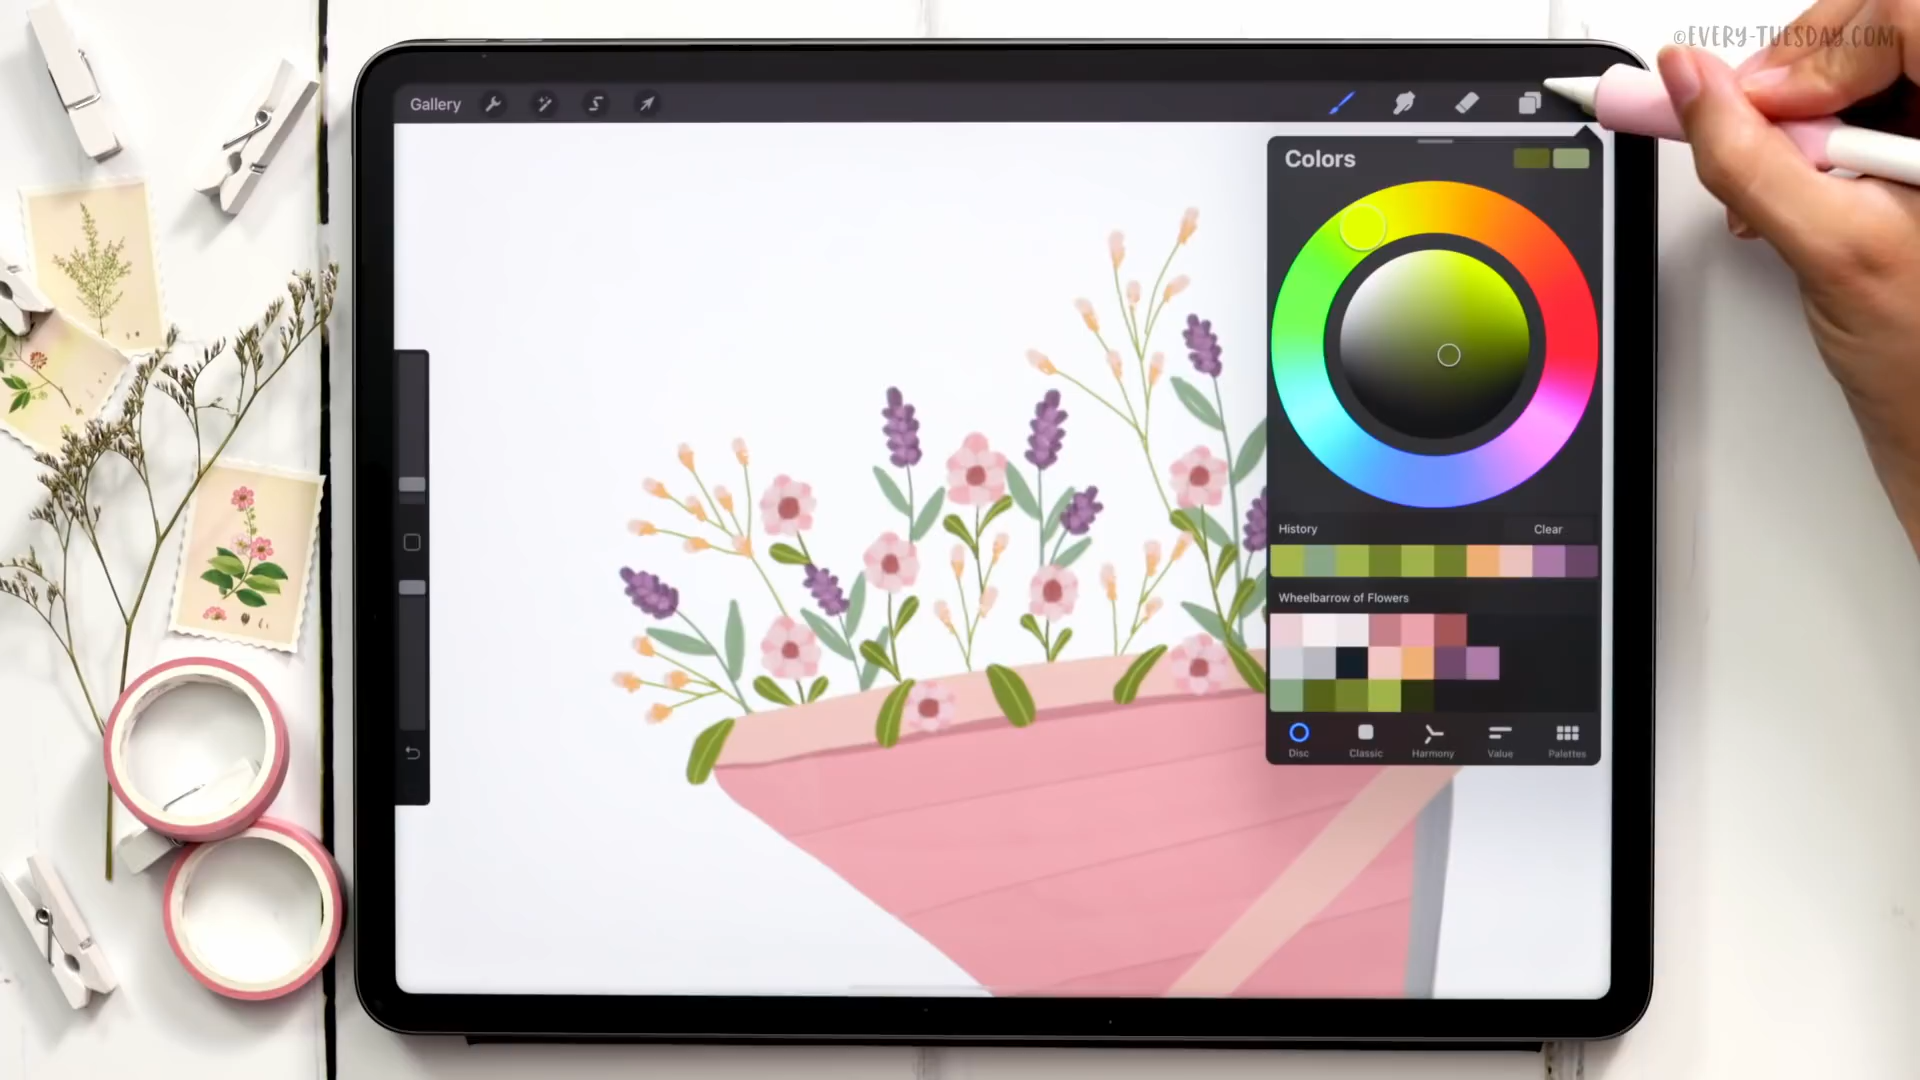 ©EVERY-TUESDAY.COM
Gallery
Colors
History
Clear
Wheelbarrow of Flowers
Disc
Classic
Harmony
Value
Palettes